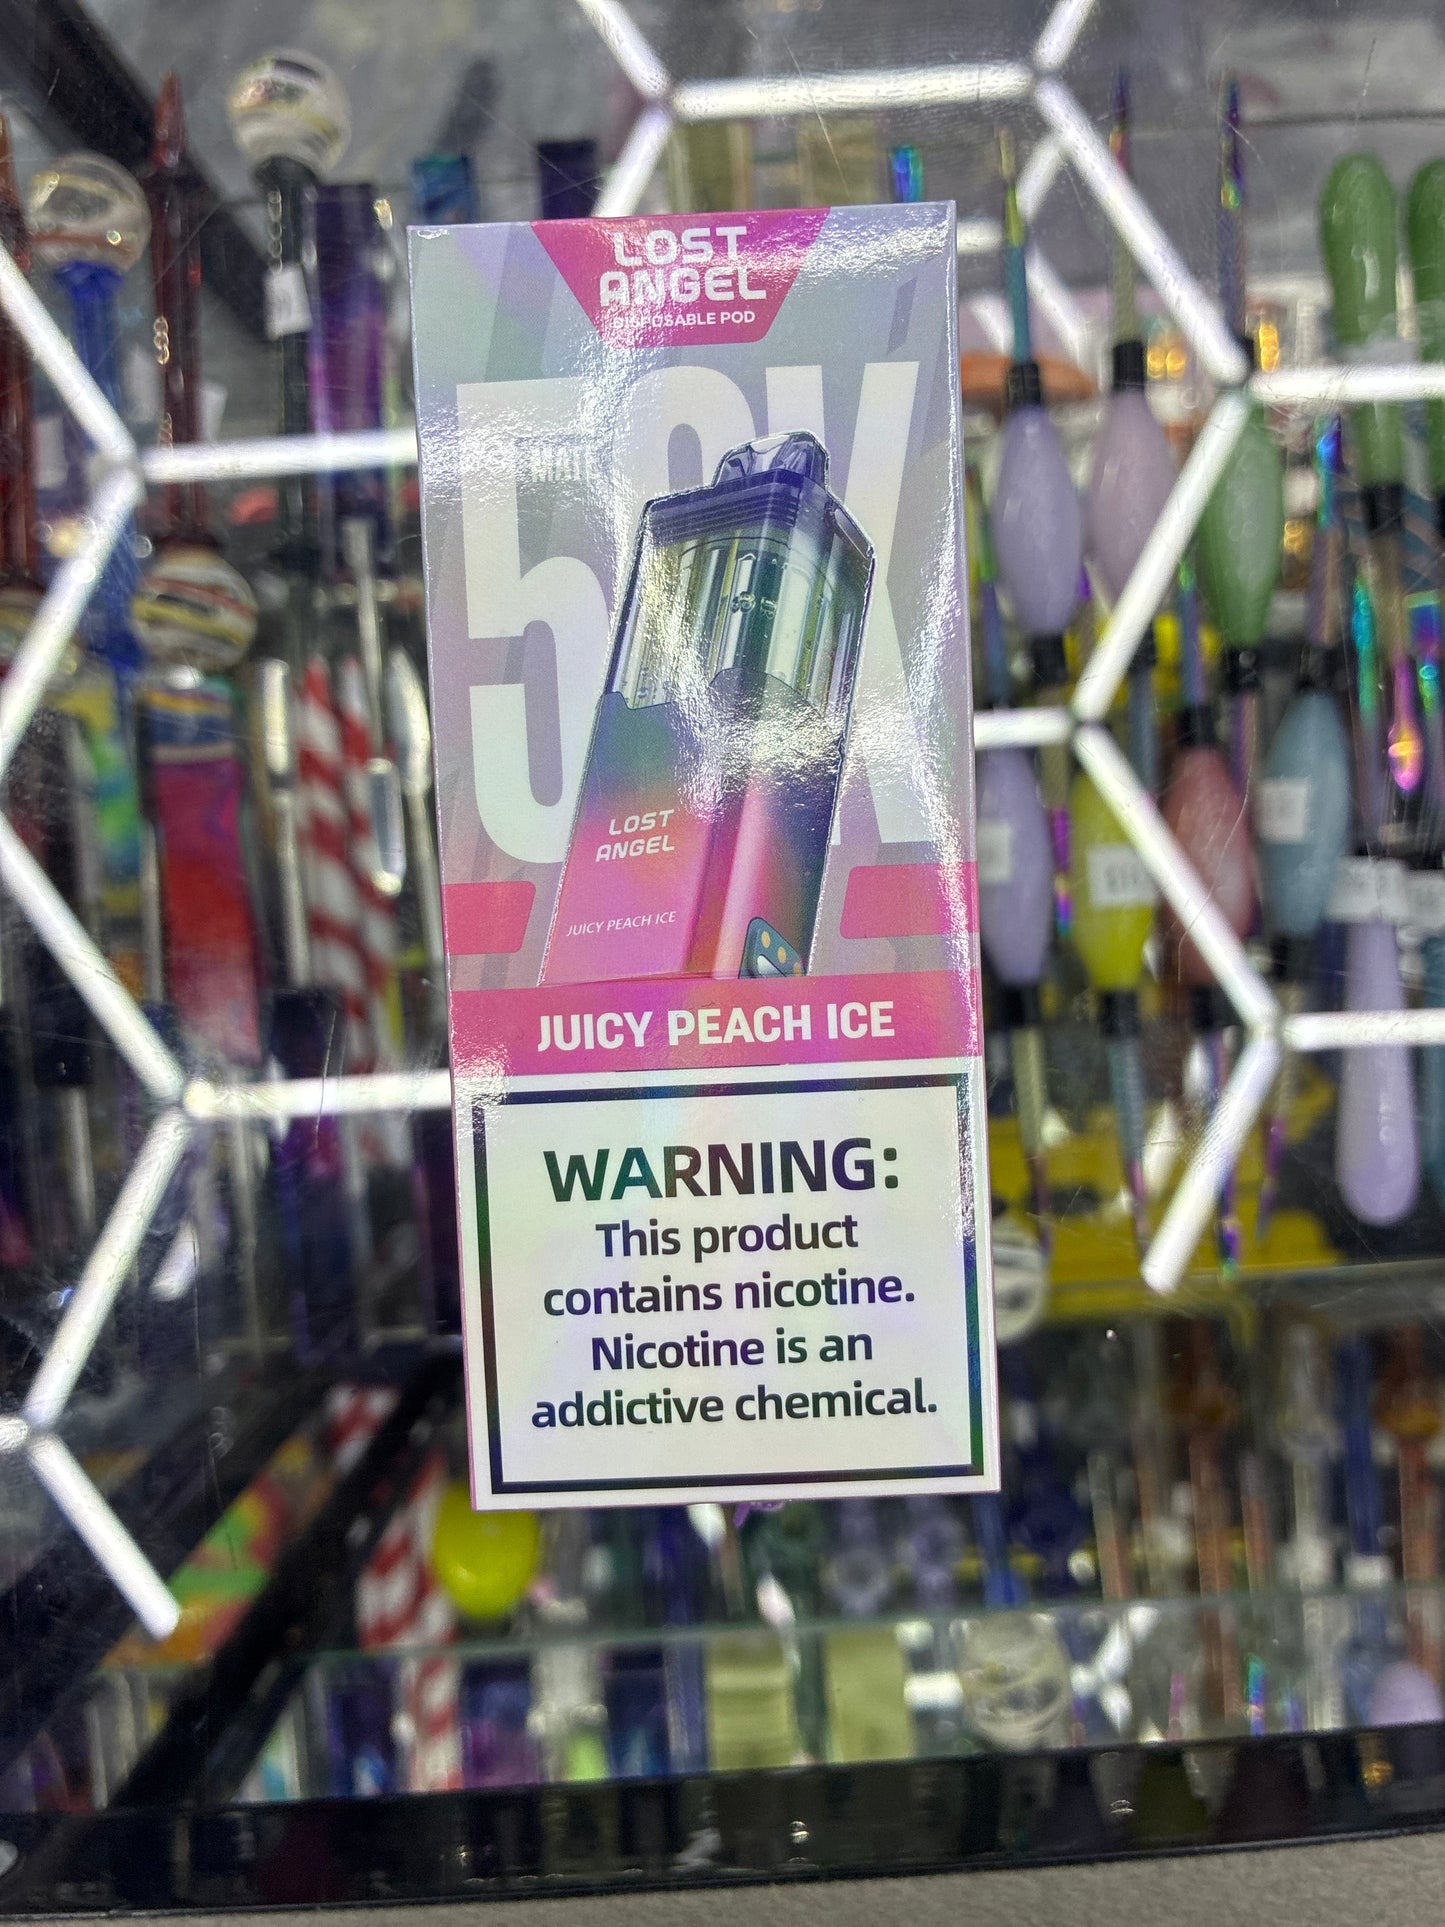 LOST
ANGEL
DISPOSABLE POD
50K
LOST
ANGEL
JUICY PEACH ICE
JUICY PEACH ICE
WARNING:
This product
contains nicotine.
Nicotine is an
addictive chemical.